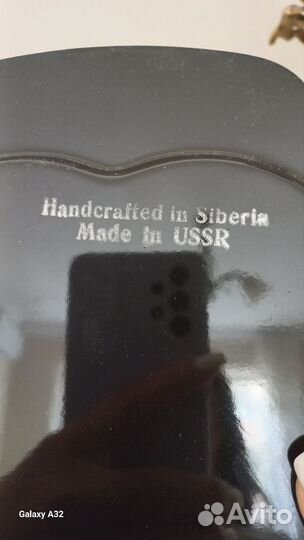 Handcrafted in Siberia
Made in USSR
Galaxy A32
Avito